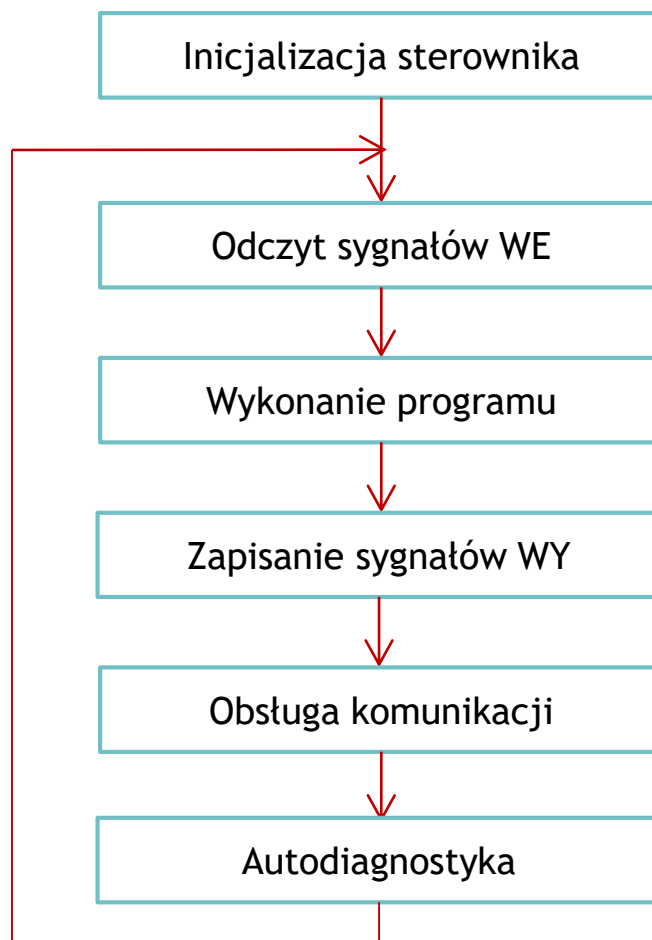 Inicjalizacja sterownika
Odczyt sygnałów WE
Wykonanie programu
Zapisanie sygnałów WY
Obsługa komunikacji
Autodiagnostyka